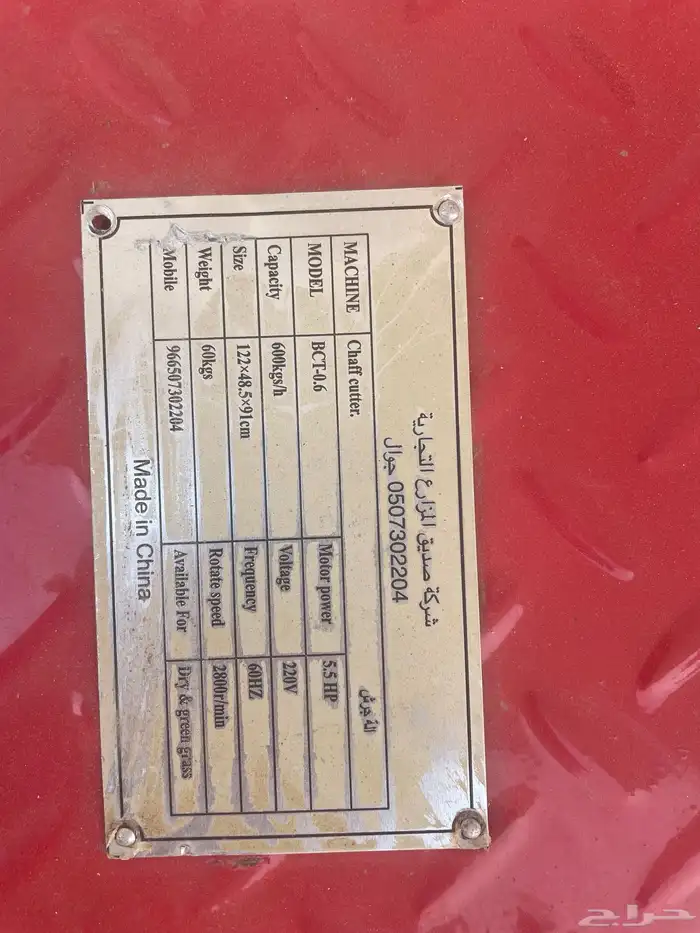 شركة صديق المزارع التجارية
جوال 0507302204
MACHINE Chaff cutter.
MODEL BCT-0.6 Motor power 5.5 HP
Capacity 600kgs/h Voltage 220V
Size 122×48.5×91cm Frequency 60HZ
Weight 60kgs Rotate speed 2800r/min
Mobile 966507302204 Available For Dry & green grass
Made in China
حراج